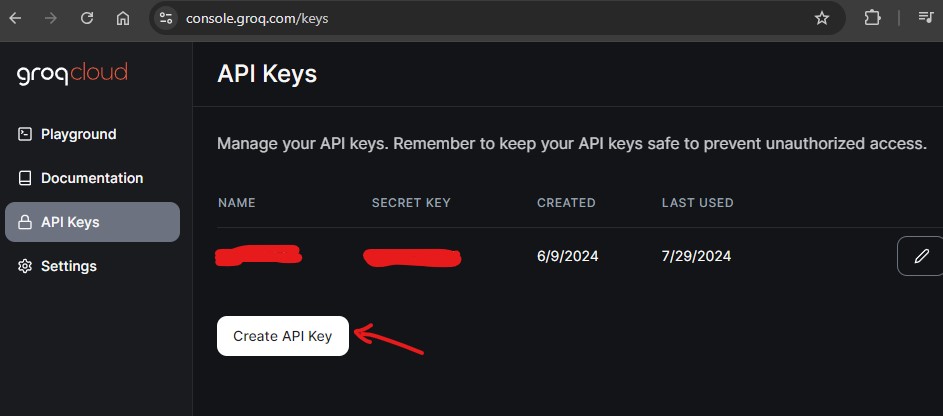 console.groq.com/keys
groqcloud
API Keys
Playground
Documentation
API Keys
Settings
Manage your API keys. Remember to keep your API keys safe to prevent unauthorized access.
NAME SECRET KEY CREATED LAST USED
6/9/2024 7/29/2024
Create API Key